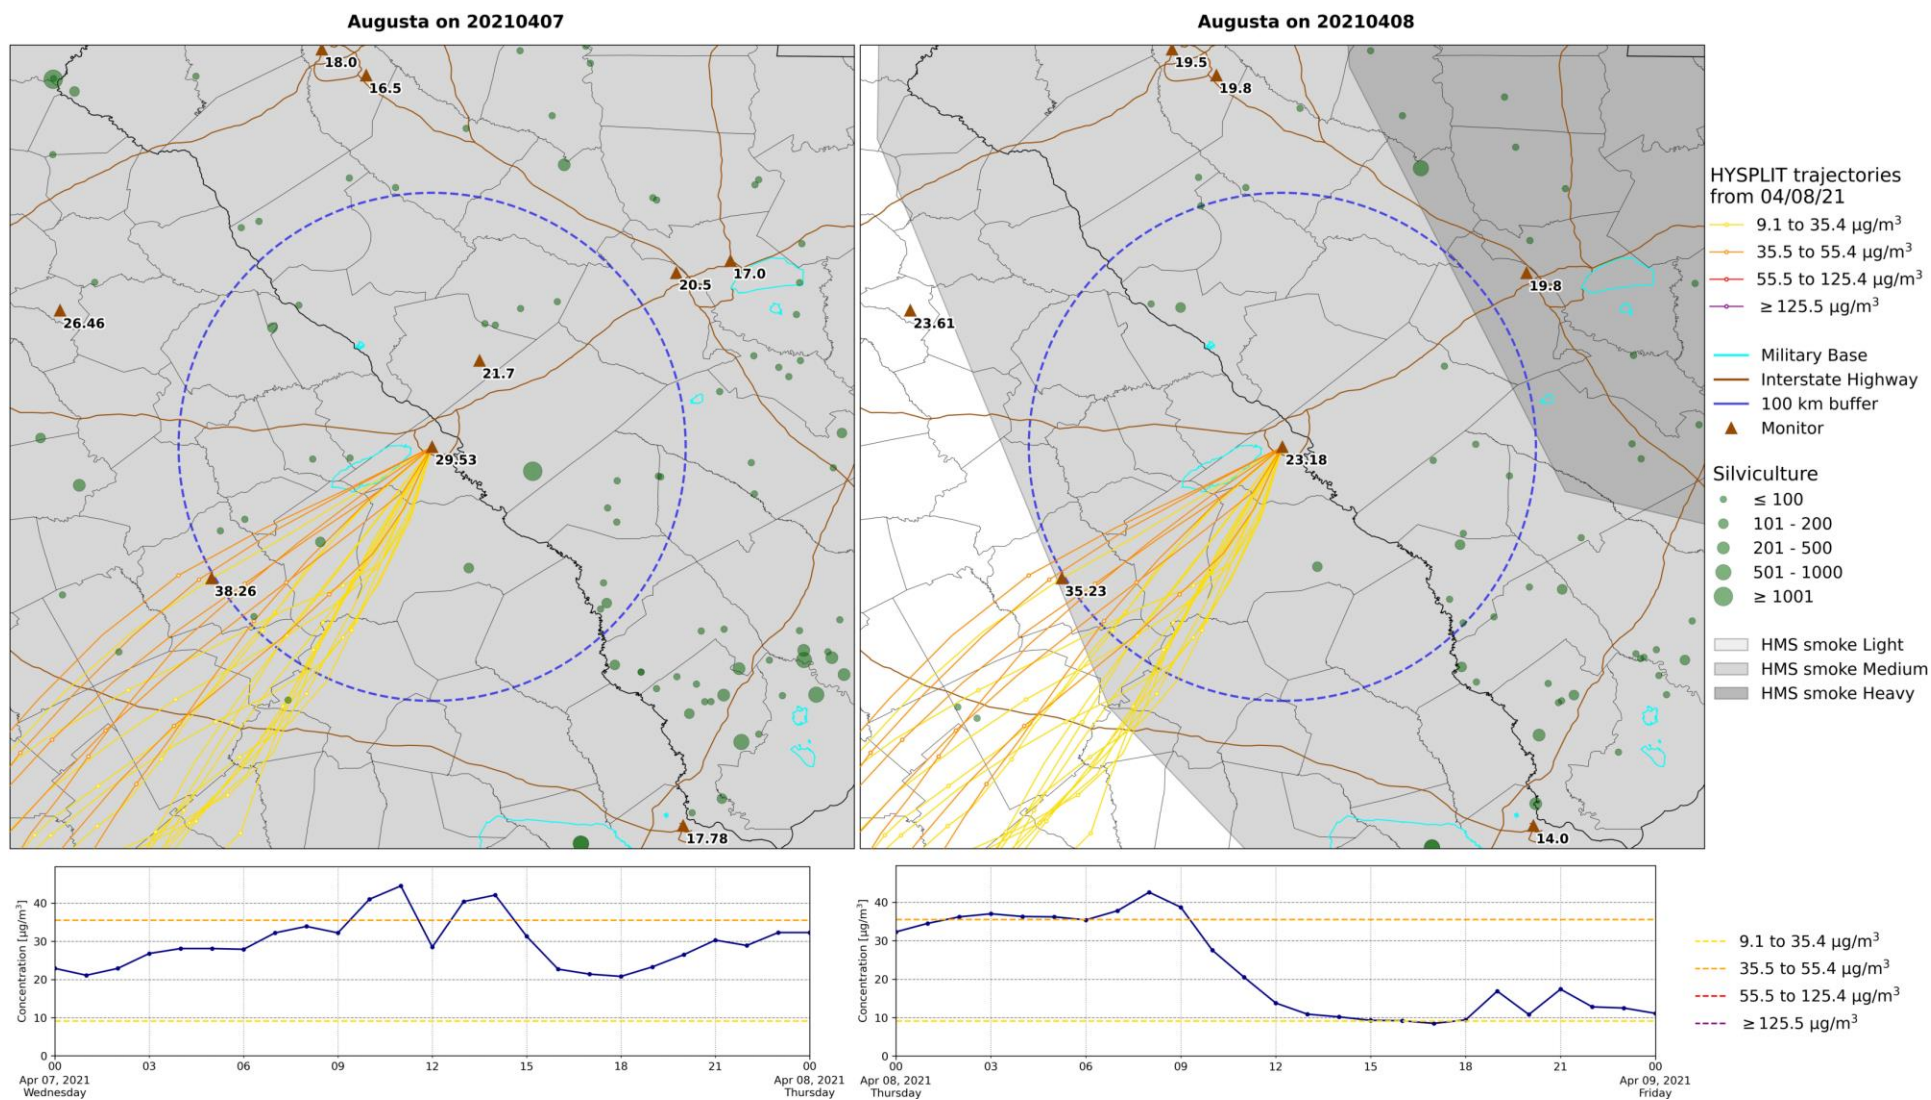 Augusta on 20210407
18.0
16.5
26.46
20.5
17.0
21.7
29.53
38.26
17.78
Augusta on 20210408
19.5
19.8
23.61
19.8
23.18
35.23
14.0
HYSPLIT trajectories
from 04/08/21
9.1 to 35.4 µg/m³
35.5 to 55.4 µg/m³
55.5 to 125.4 µg/m³
≥ 125.5 µg/m³
Military Base
Interstate Highway
100 km buffer
Monitor
Silviculture
≤ 100
101 - 200
201 - 500
501 - 1000
≥ 1001
HMS smoke Light
HMS smoke Medium
HMS smoke Heavy
Concentration [µg/m³]
40
30
20
10
0
00 03 06 09 12 15 18 21 00
Apr 07, 2021 Apr 08, 2021
Wednesday Thursday
Concentration [µg/m³]
40
30
20
10
0
00 03 06 09 12 15 18 21 00
Apr 08, 2021 Apr 09, 2021
Thursday Friday
9.1 to 35.4 µg/m³
35.5 to 55.4 µg/m³
55.5 to 125.4 µg/m³
≥ 125.5 µg/m³